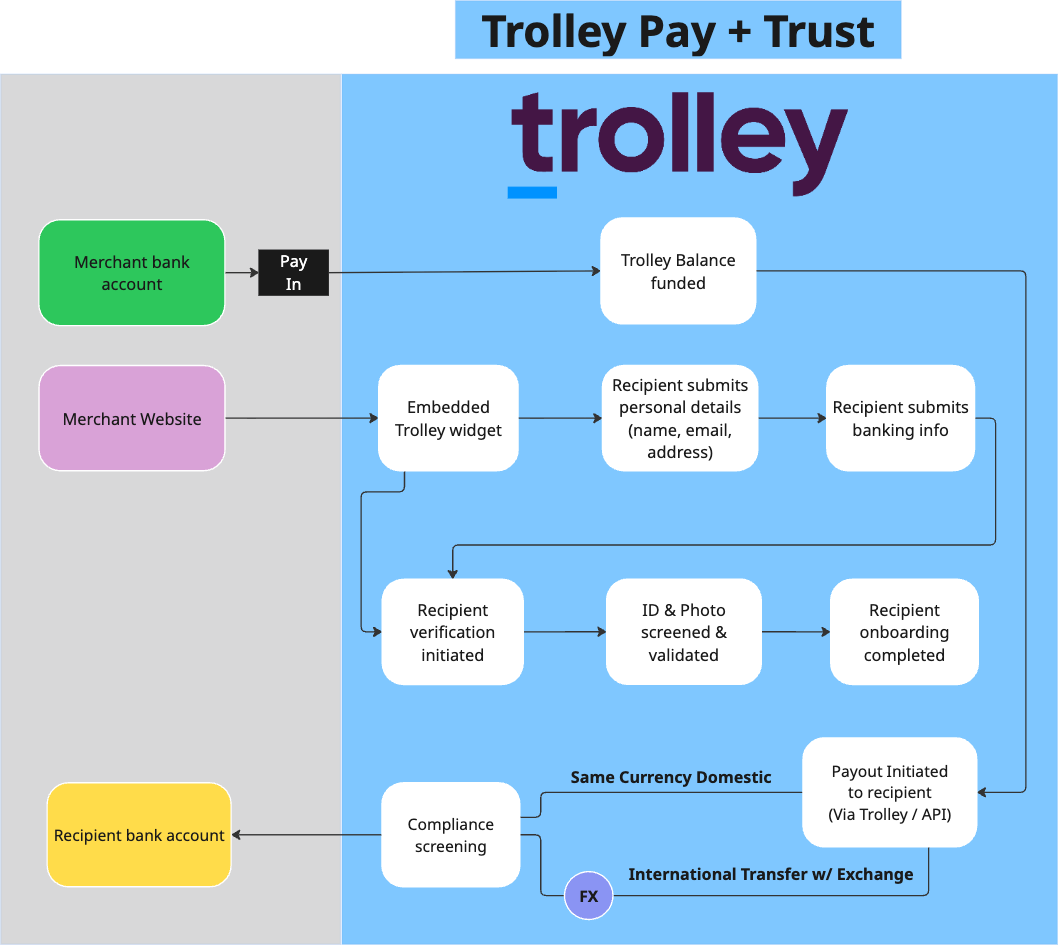 Trolley Pay + Trust
trolley
Merchant bank
account
Pay
In
Trolley Balance
funded
Merchant Website
Embedded
Trolley widget
Recipient submits
personal details
(name, email,
address)
Recipient submits
banking info
Recipient
verification
initiated
ID & Photo
screened &
validated
Recipient
onboarding
completed
Payout Initiated
to recipient
(Via Trolley / API)
Same Currency Domestic
Compliance
screening
Recipient bank account
International Transfer w/ Exchange
FX